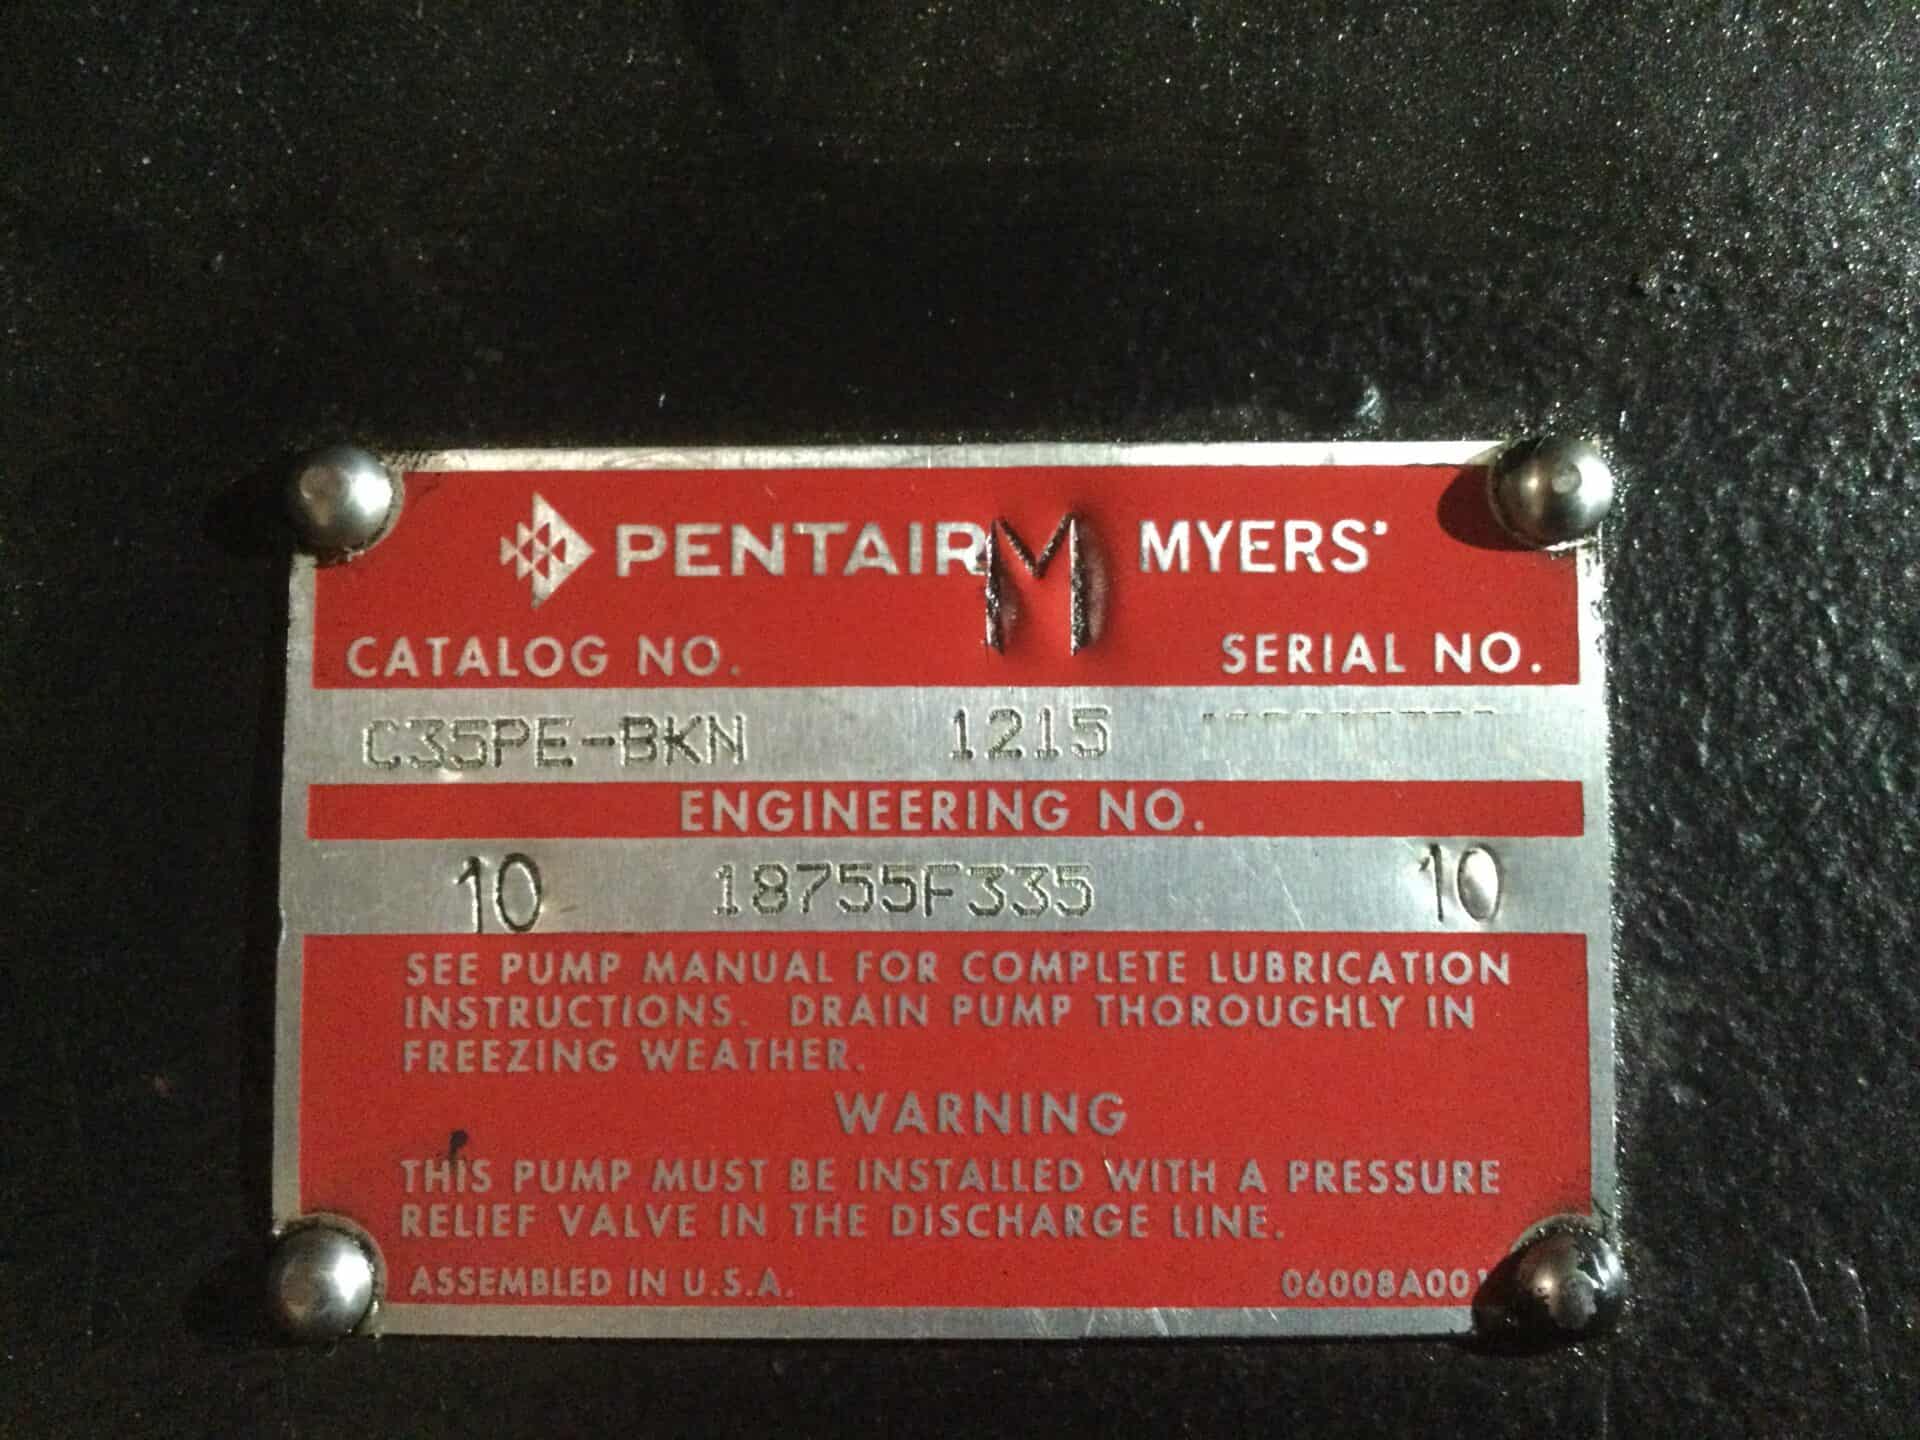 PENTAIR M MYERS'
CATALOG NO. SERIAL NO.
C35PE-BKN 1215
ENGINEERING NO.
10 18755F335 10
SEE PUMP MANUAL FOR COMPLETE LUBRICATION
INSTRUCTIONS. DRAIN PUMP THOROUGHLY IN
FREEZING WEATHER.
WARNING
THIS PUMP MUST BE INSTALLED WITH A PRESSURE
RELIEF VALVE IN THE DISCHARGE LINE.
ASSEMBLED IN U.S.A.